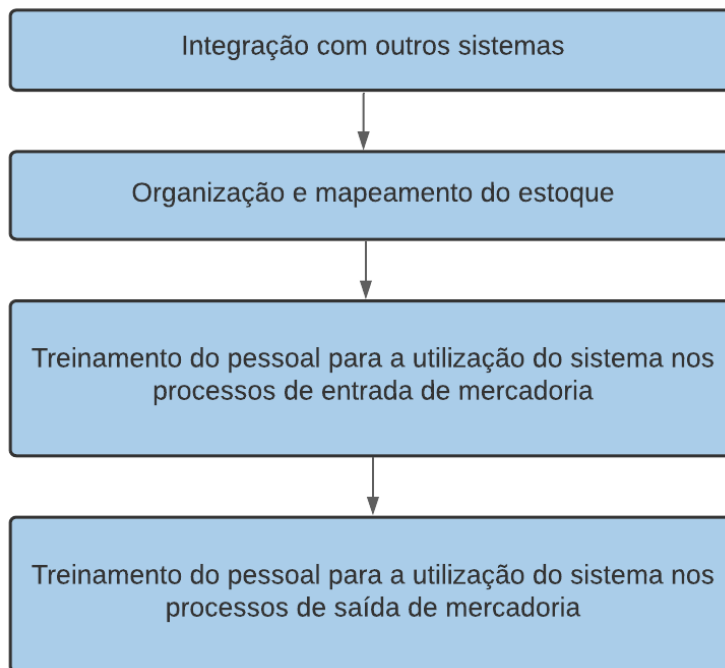 Integração com outros sistemas
Organização e mapeamento do estoque
Treinamento do pessoal para a utilização do sistema nos
processos de entrada de mercadoria
Treinamento do pessoal para a utilização do sistema nos
processos de saída de mercadoria